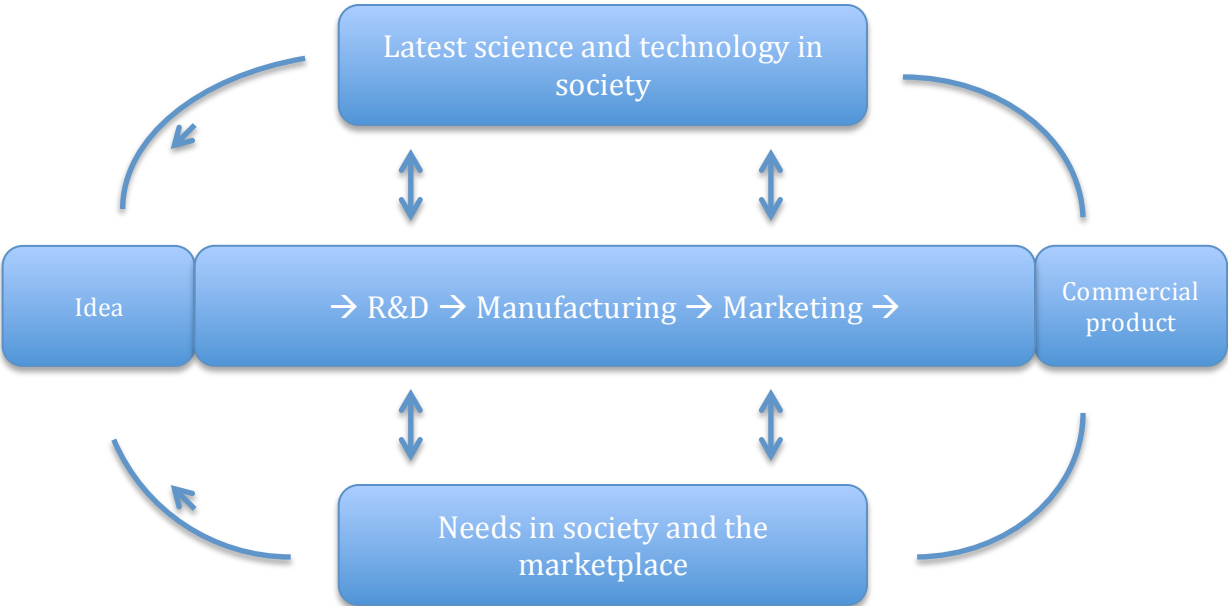 Latest science and technology in
society
Idea
→ R&D → Manufacturing → Marketing →
Commercial
product
Needs in society and the
marketplace